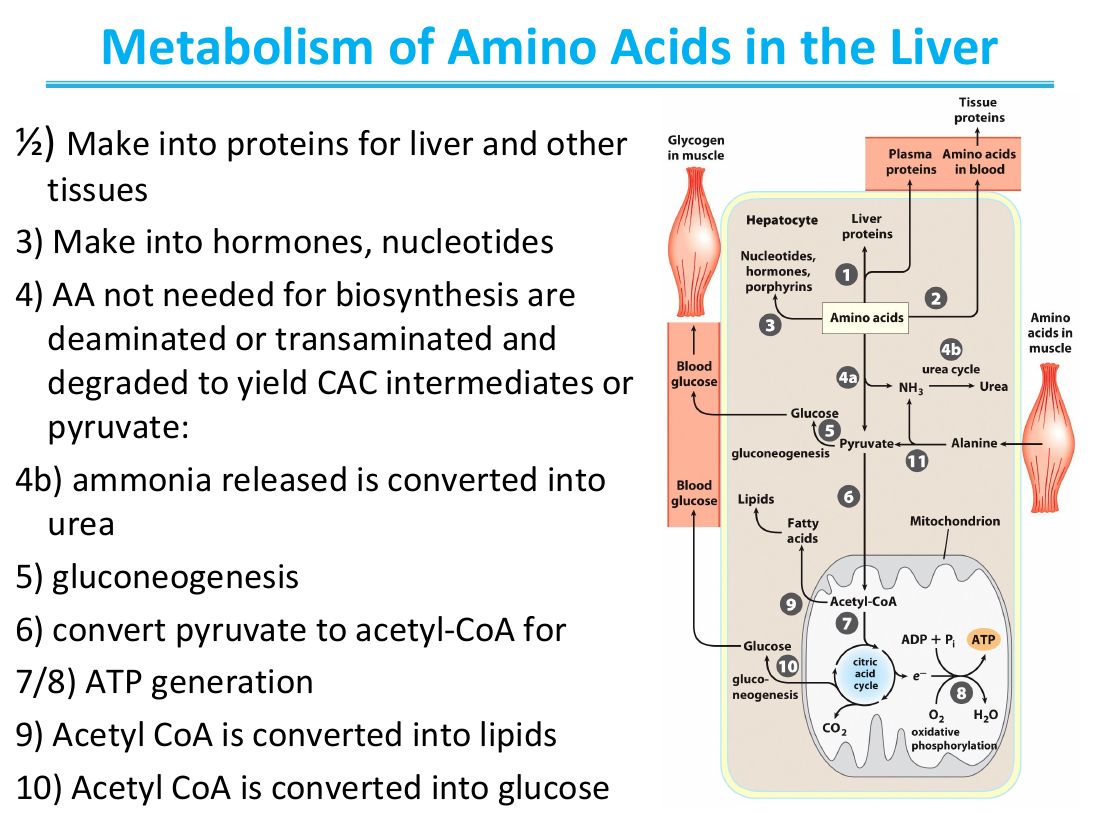 Metabolism of Amino Acids in the Liver
½) Make into proteins for liver and other
tissues
3) Make into hormones, nucleotides
4) AA not needed for biosynthesis are
deaminated or transaminated and
degraded to yield CAC intermediates or
pyruvate:
4b) ammonia released is converted into
urea
5) gluconeogenesis
6) convert pyruvate to acetyl-CoA for
7/8) ATP generation
9) Acetyl CoA is converted into lipids
10) Acetyl CoA is converted into glucose
Tissue
proteins
Glycogen
in muscle
Plasma
proteins
Amino acids
in blood
Hepatocyte
Liver
proteins
Nucleotides,
hormones,
porphyrins
1
2
3
Amino acids
Amino
acids in
muscle
4b
urea cycle
4a
NH3
Urea
Blood
glucose
Glucose
5
gluconeogenesis
Pyruvate
Alanine
11
Blood
glucose
6
Lipids
Fatty
acids
Mitochondrion
9
Acetyl-CoA
7
ADP + Pi
ATP
Glucose
10
gluco-
neogenesis
citric
acid
cycle
e–
8
CO2
O2
H2O
oxidative
phosphorylation